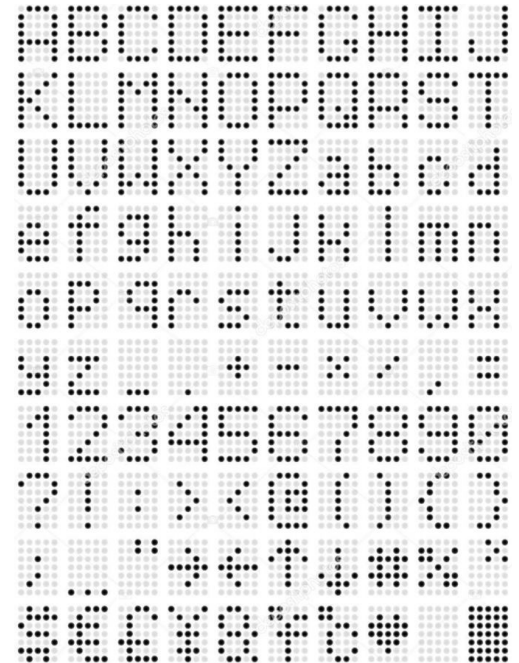 A B C D E F G H I J
K L M N O P Q R S T
U V W X Y Z a b c d
e f g h i J k l m n
o p q r s t u v w x
y z _ . + - × / , =
1 2 3 4 5 6 7 8 9 0
? ! : > < @ ( ) { }
; … " → ← ↑ ↓ # %
$ € £ ¥ & ♥